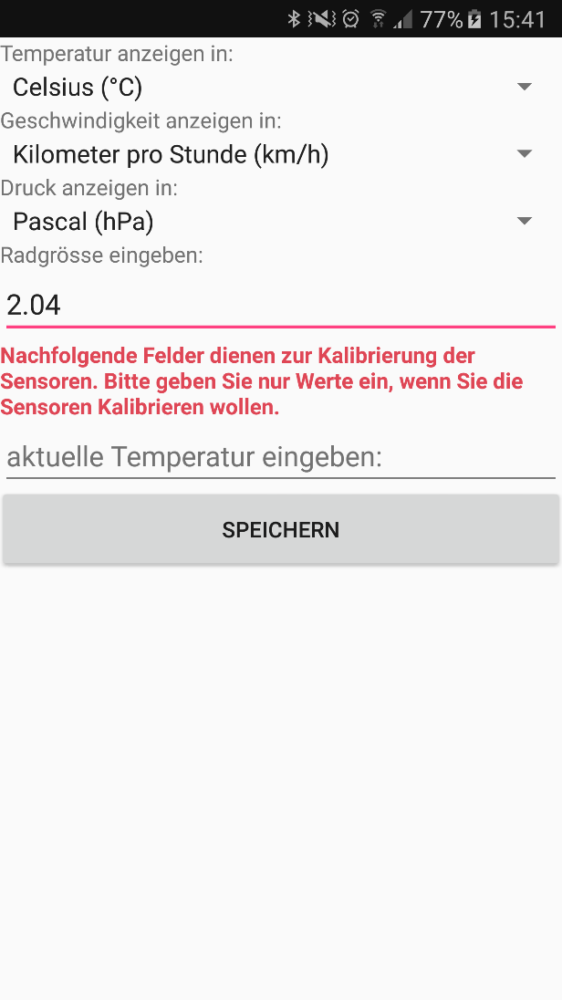 77% 15:41
Temperatur anzeigen in:
Celsius (°C)
Geschwindigkeit anzeigen in:
Kilometer pro Stunde (km/h)
Druck anzeigen in:
Pascal (hPa)
Radgrösse eingeben:
2.04
Nachfolgende Felder dienen zur Kalibrierung der
Sensoren. Bitte geben Sie nur Werte ein, wenn Sie die
Sensoren Kalibrieren wollen.
aktuelle Temperatur eingeben:
SPEICHERN